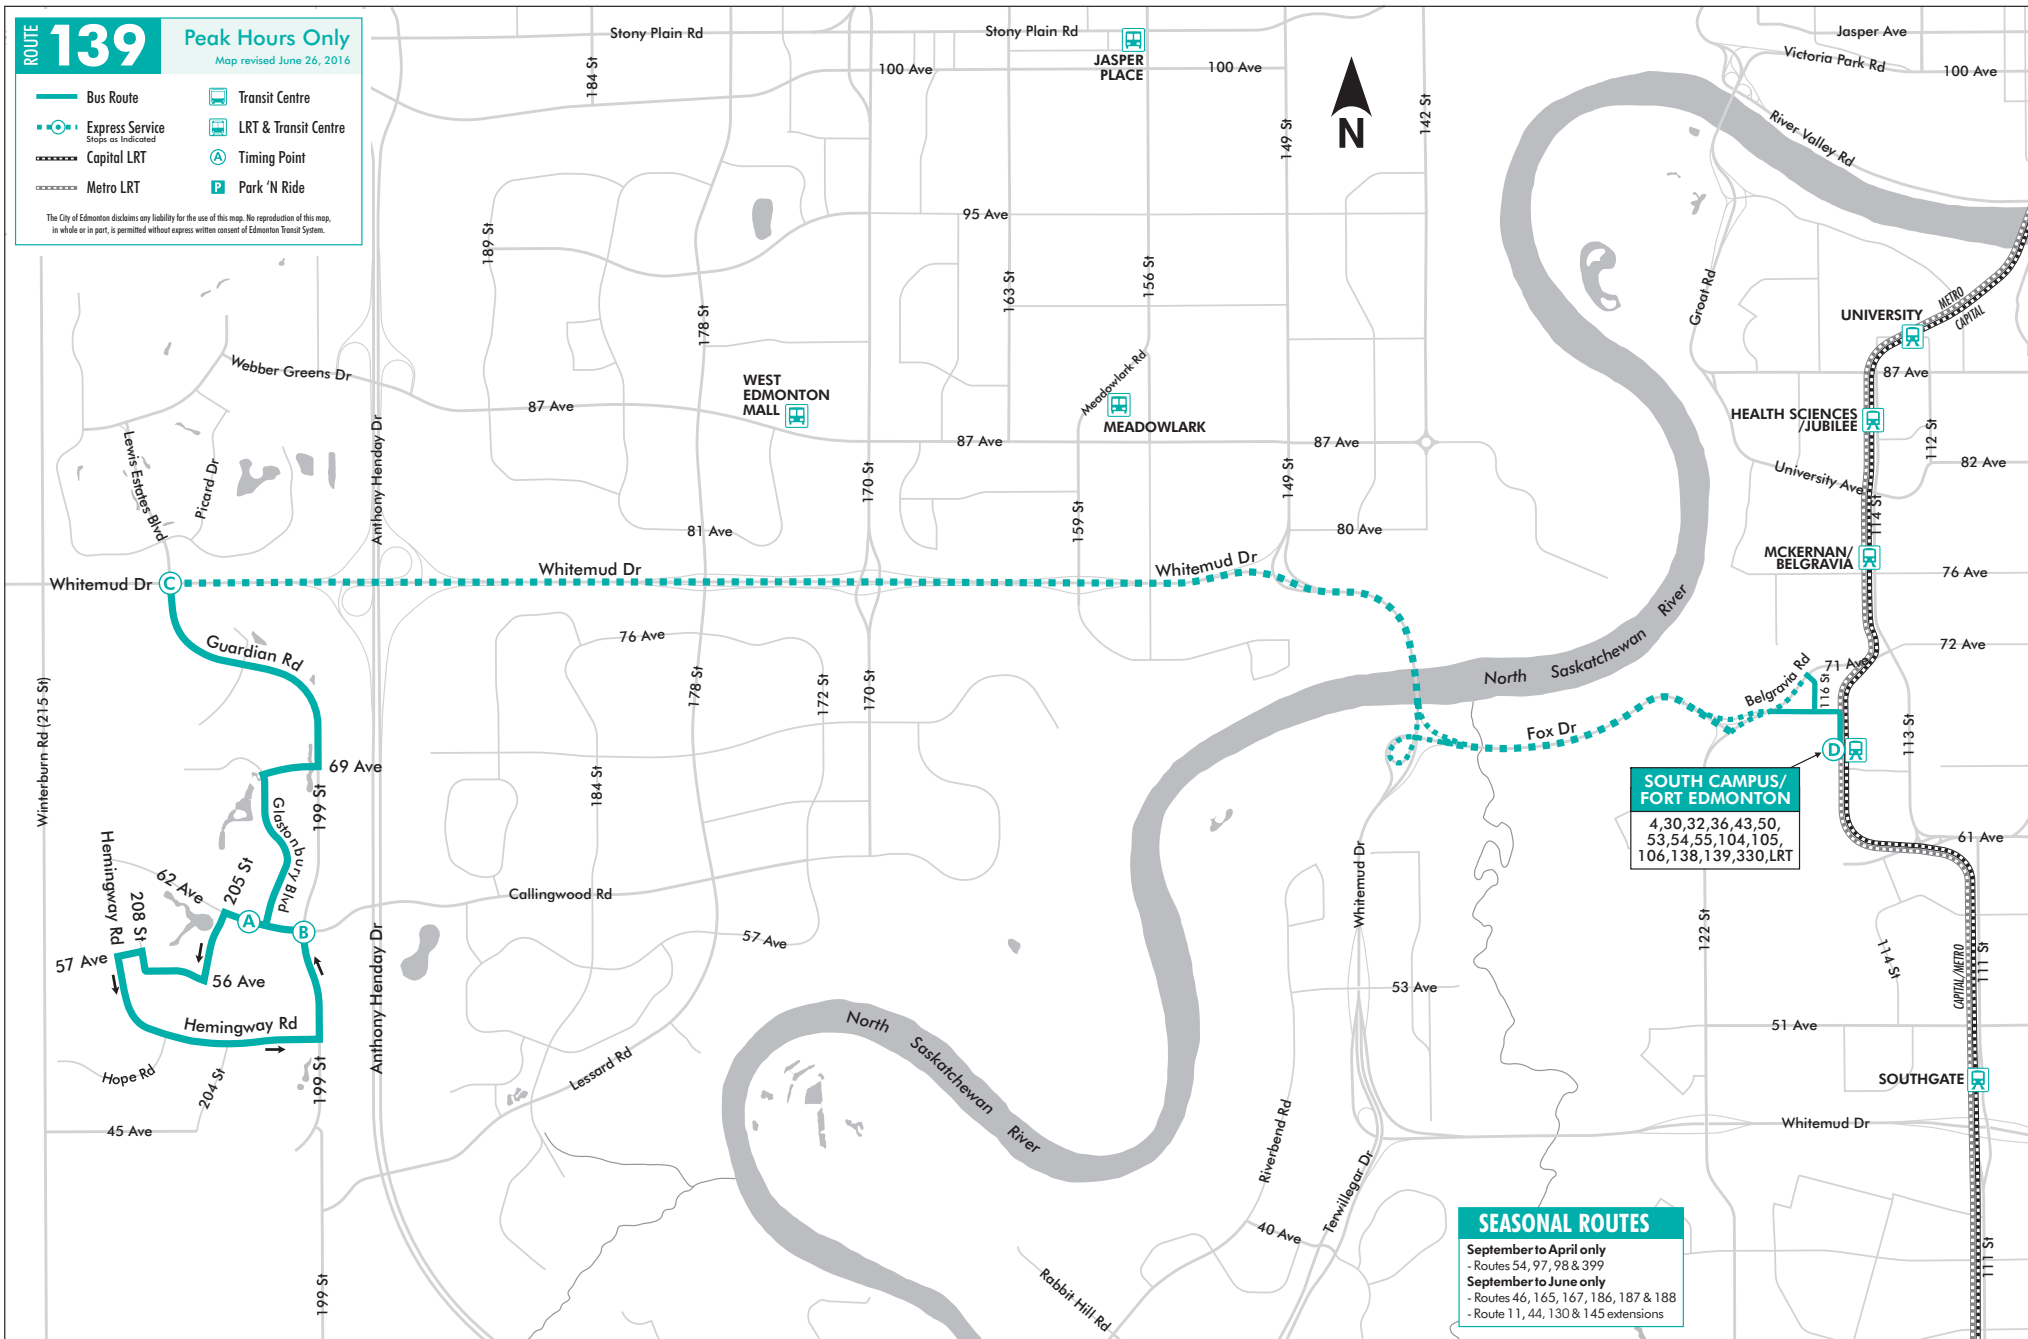 ROUTE 139
Peak Hours Only
Map revised June 26, 2016
Bus Route
Transit Centre
Express Service
Stops as Indicated
LRT & Transit Centre
Capital LRT
A Timing Point
Metro LRT
P Park 'N Ride
The City of Edmonton disclaims any liability for the use of this map. No reproduction of this map,
in whole or in part, is permitted without express written consent of Edmonton Transit System.
Stony Plain Rd
Stony Plain Rd
Jasper Ave
JASPER
PLACE
Victoria Park Rd
100 Ave
100 Ave
100 Ave
184 St
142 St
149 St
N
River Valley Rd
95 Ave
189 St
163 St
156 St
178 St
Groat Rd
METRO
CAPITAL
UNIVERSITY
Webber Greens Dr
87 Ave
WEST
EDMONTON
MALL
Meadowlark Rd
MEADOWLARK
87 Ave
87 Ave
87 Ave
HEALTH SCIENCES
/JUBILEE
112 St
82 Ave
University Ave
114 St
Lewis Estates Blvd
Picard Dr
Anthony Henday Dr
170 St
149 St
159 St
81 Ave
80 Ave
MCKERNAN/
BELGRAVIA
76 Ave
Whitemud Dr
C
Whitemud Dr
Whitemud Dr
Guardian Rd
76 Ave
178 St
172 St
170 St
North Saskatchewan River
72 Ave
71 Ave
Belgravia Rd
116 St
113 St
Fox Dr
D
Winterburn Rd (215 St)
69 Ave
199 St
184 St
Glastonbury Blvd
SOUTH CAMPUS/
FORT EDMONTON
4,30,32,36,43,50,
53,54,55,104,105,
106,138,139,330,LRT
61 Ave
Whitemud Dr
Hemingway Rd
208 St
62 Ave
205 St
A
B
Callingwood Rd
57 Ave
57 Ave
56 Ave
Anthony Henday Dr
122 St
114 St
CAPITAL/METRO
111 St
53 Ave
51 Ave
Hemingway Rd
Hope Rd
204 St
199 St
Lessard Rd
North
Saskatchewan
River
SOUTHGATE
45 Ave
Whitemud Dr
Riverbend Rd
Terwillegar Dr
40 Ave
Rabbit Hill Rd
199 St
111 St
SEASONAL ROUTES
September to April only
- Routes 54, 97, 98 & 399
September to June only
- Routes 46, 165, 167, 186, 187 & 188
- Route 11, 44, 130 & 145 extensions